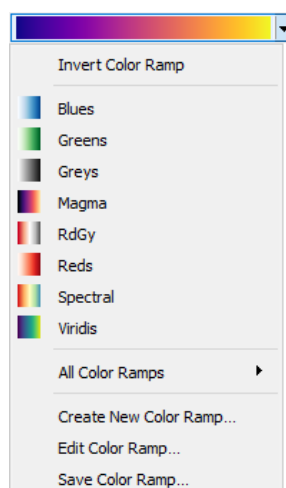 Invert Color Ramp
Blues
Greens
Greys
Magma
RdGy
Reds
Spectral
Viridis
All Color Ramps
Create New Color Ramp...
Edit Color Ramp...
Save Color Ramp...